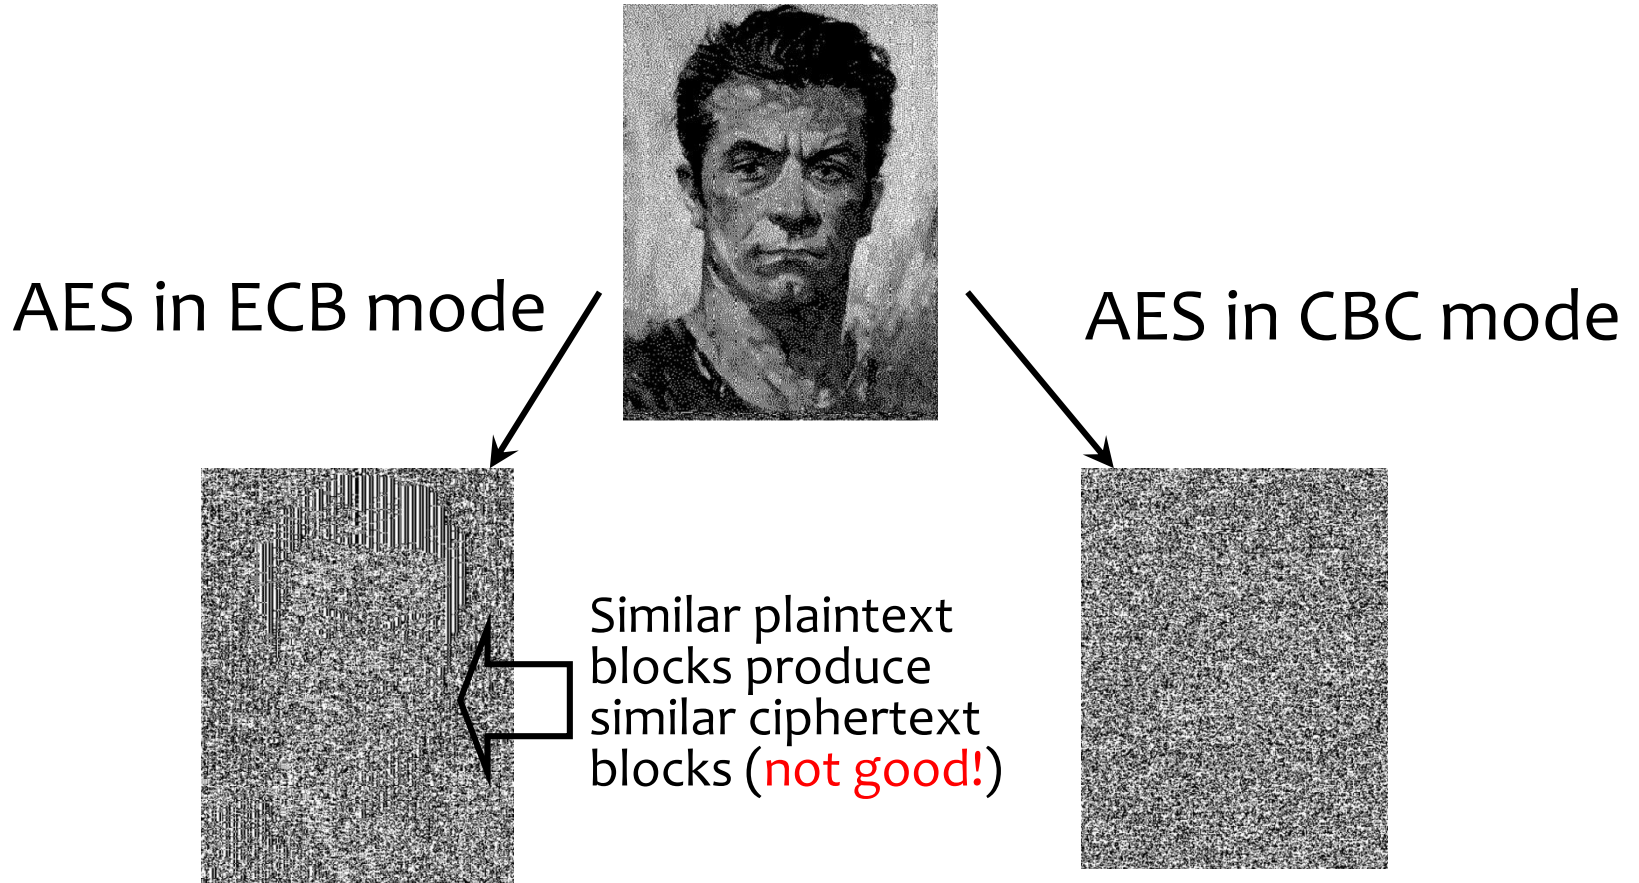 AES in ECB mode
AES in CBC mode
Similar plaintext
blocks produce
similar ciphertext
blocks (not good!)